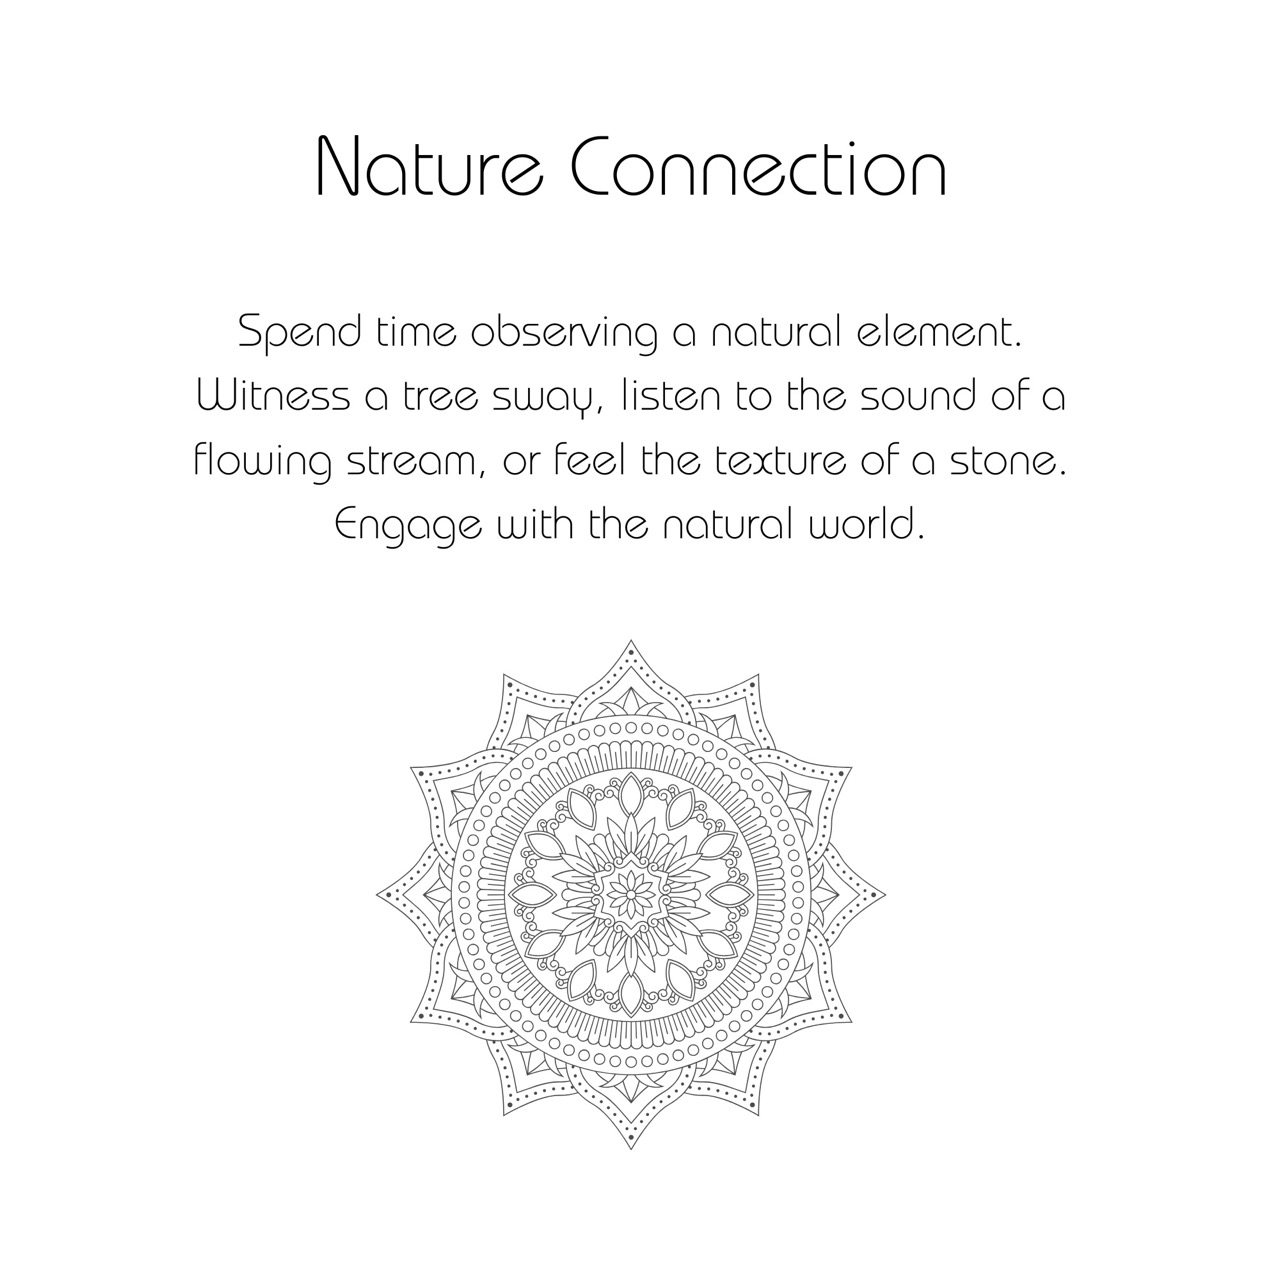 Nature Connection
Spend time observing a natural element.
Witness a tree sway, listen to the sound of a
flowing stream, or feel the texture of a stone.
Engage with the natural world.